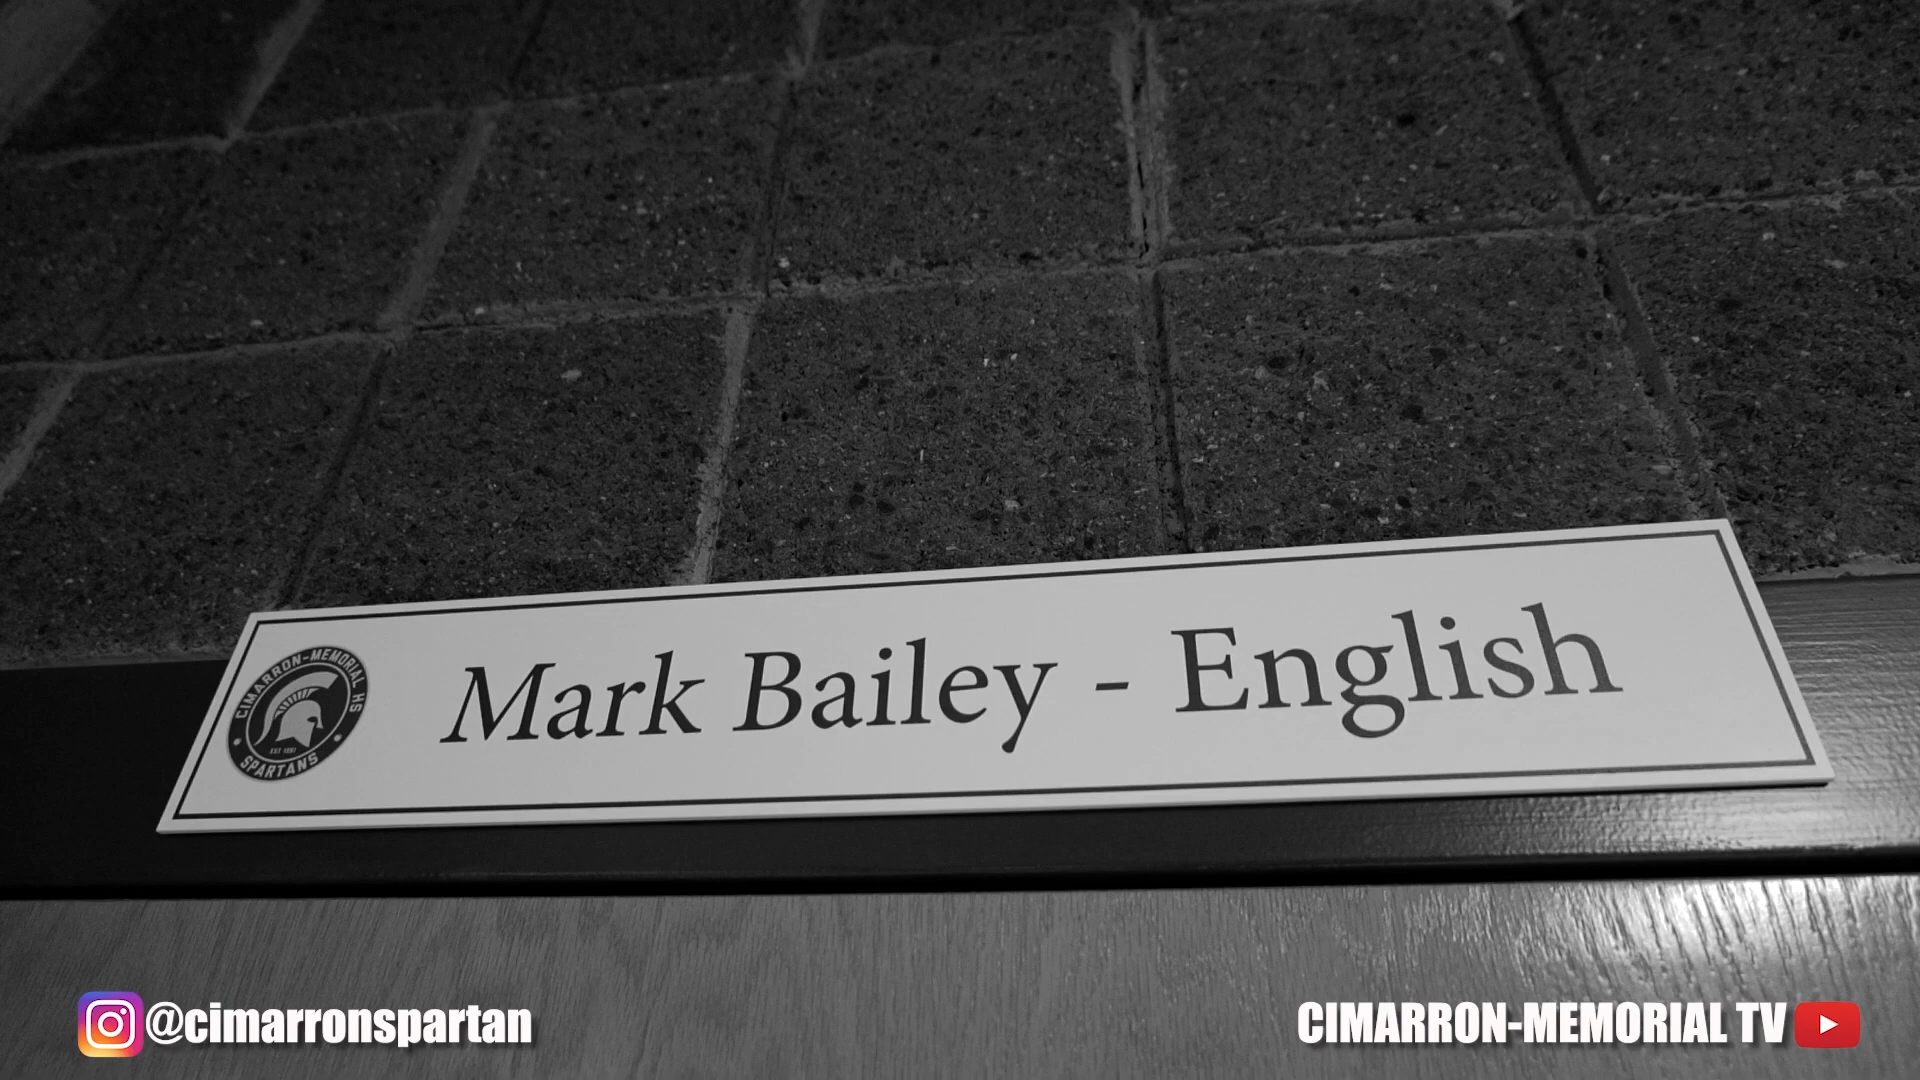 CIMARRON-MEMORIAL HS
EST 1991
SPARTANS
Mark Bailey - English
@cimarronspartan
CIMARRON-MEMORIAL TV